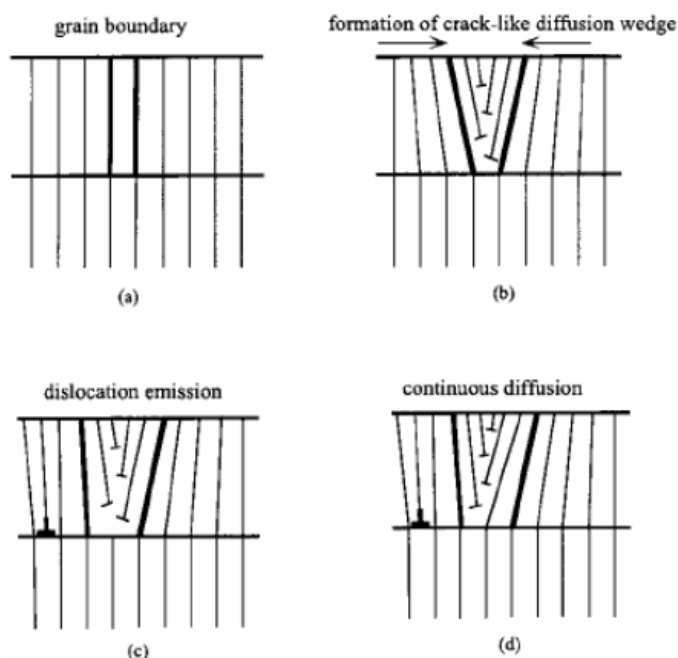 grain boundary
formation of crack-like diffusion wedge
(a)
(b)
dislocation emission
continuous diffusion
(c)
(d)